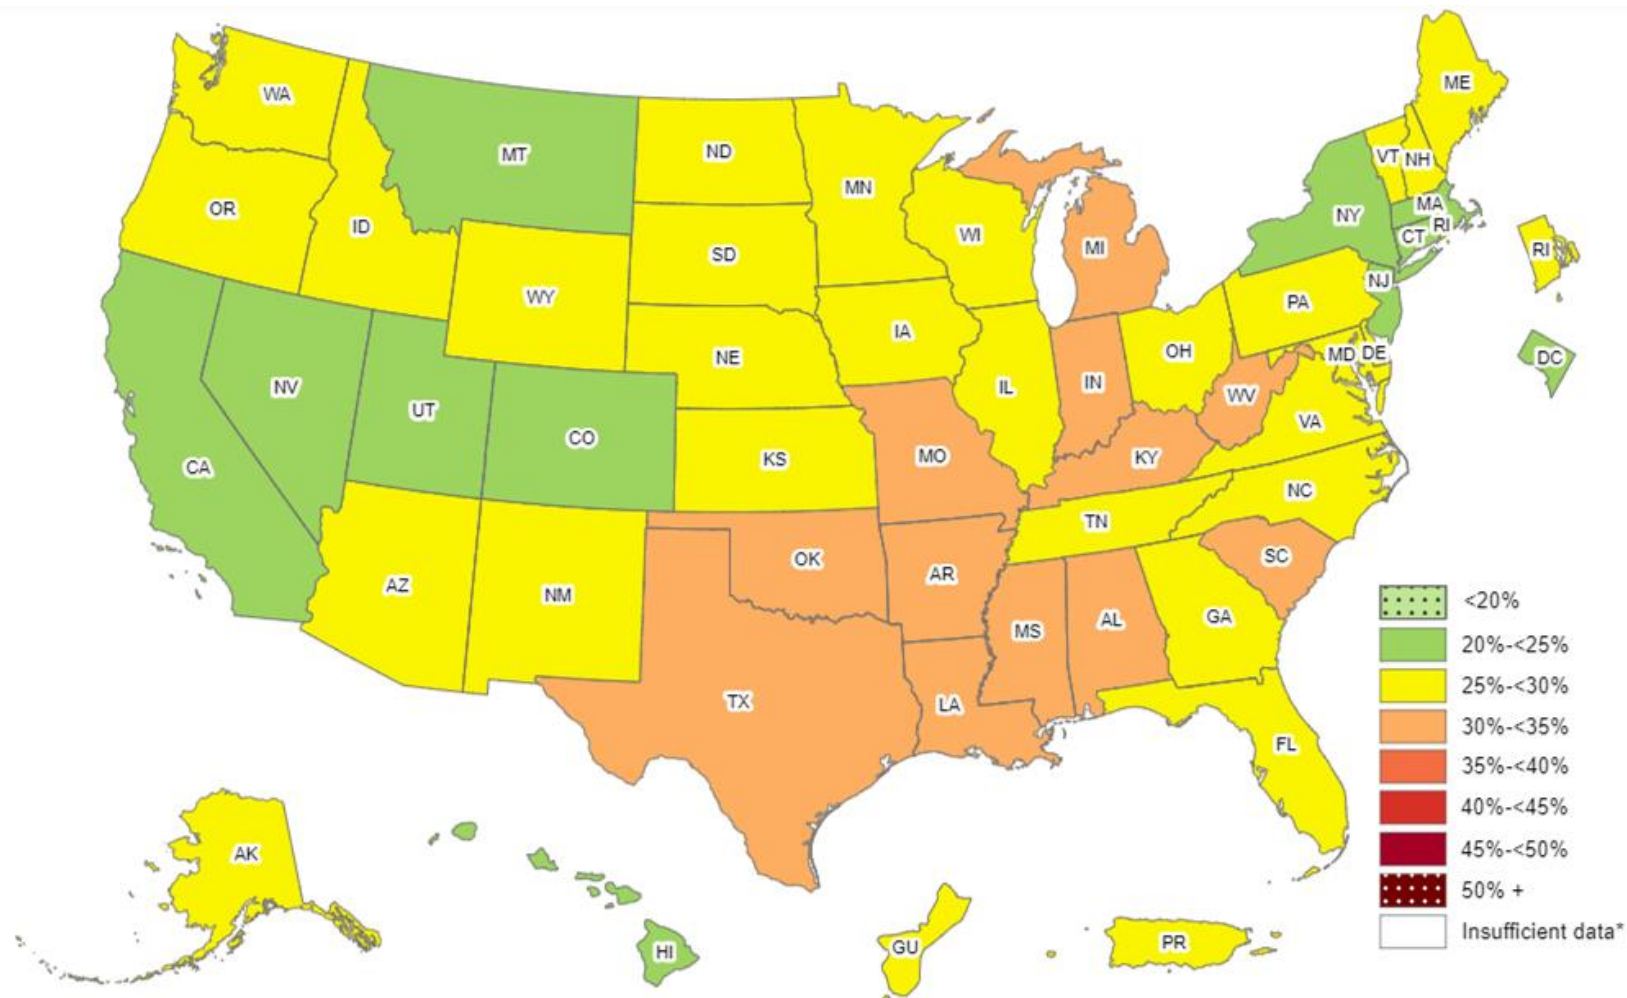 WA
MT
ND
MN
OR
ID
WY
SD
WI
MI
NE
IA
IL
IN
OH
PA
NY
VT
NH
ME
MA
RI
CT
NJ
RI
DC
MD
DE
WV
VA
NV
UT
CO
CA
KS
MO
KY
NC
TN
SC
AZ
NM
OK
AR
MS
AL
GA
TX
LA
FL
AK
HI
GU
PR
<20%
20%-<25%
25%-<30%
30%-<35%
35%-<40%
40%-<45%
45%-<50%
50% +
Insufficient data*